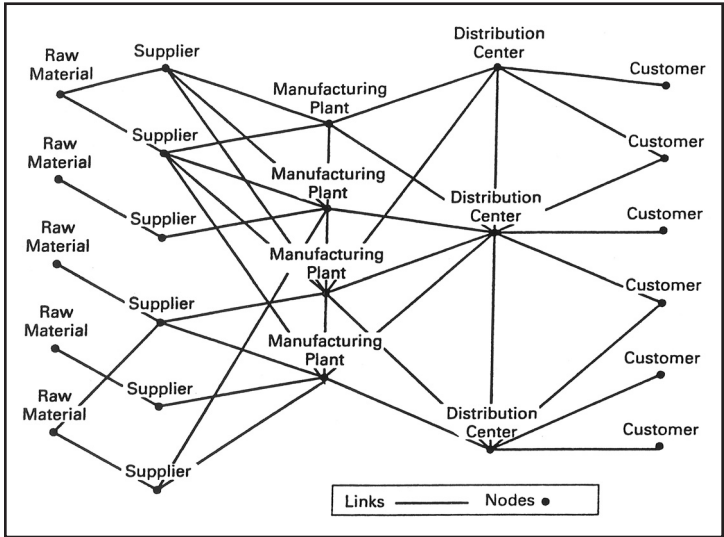 Raw
Material
Supplier
Distribution
Center
Customer
Manufacturing
Plant
Raw
Material
Supplier
Customer
Manufacturing
Plant
Distribution
Center
Raw
Material
Supplier
Customer
Manufacturing
Plant
Customer
Raw
Material
Supplier
Manufacturing
Plant
Customer
Raw
Material
Supplier
Distribution
Center
Customer
Supplier
Links
Nodes